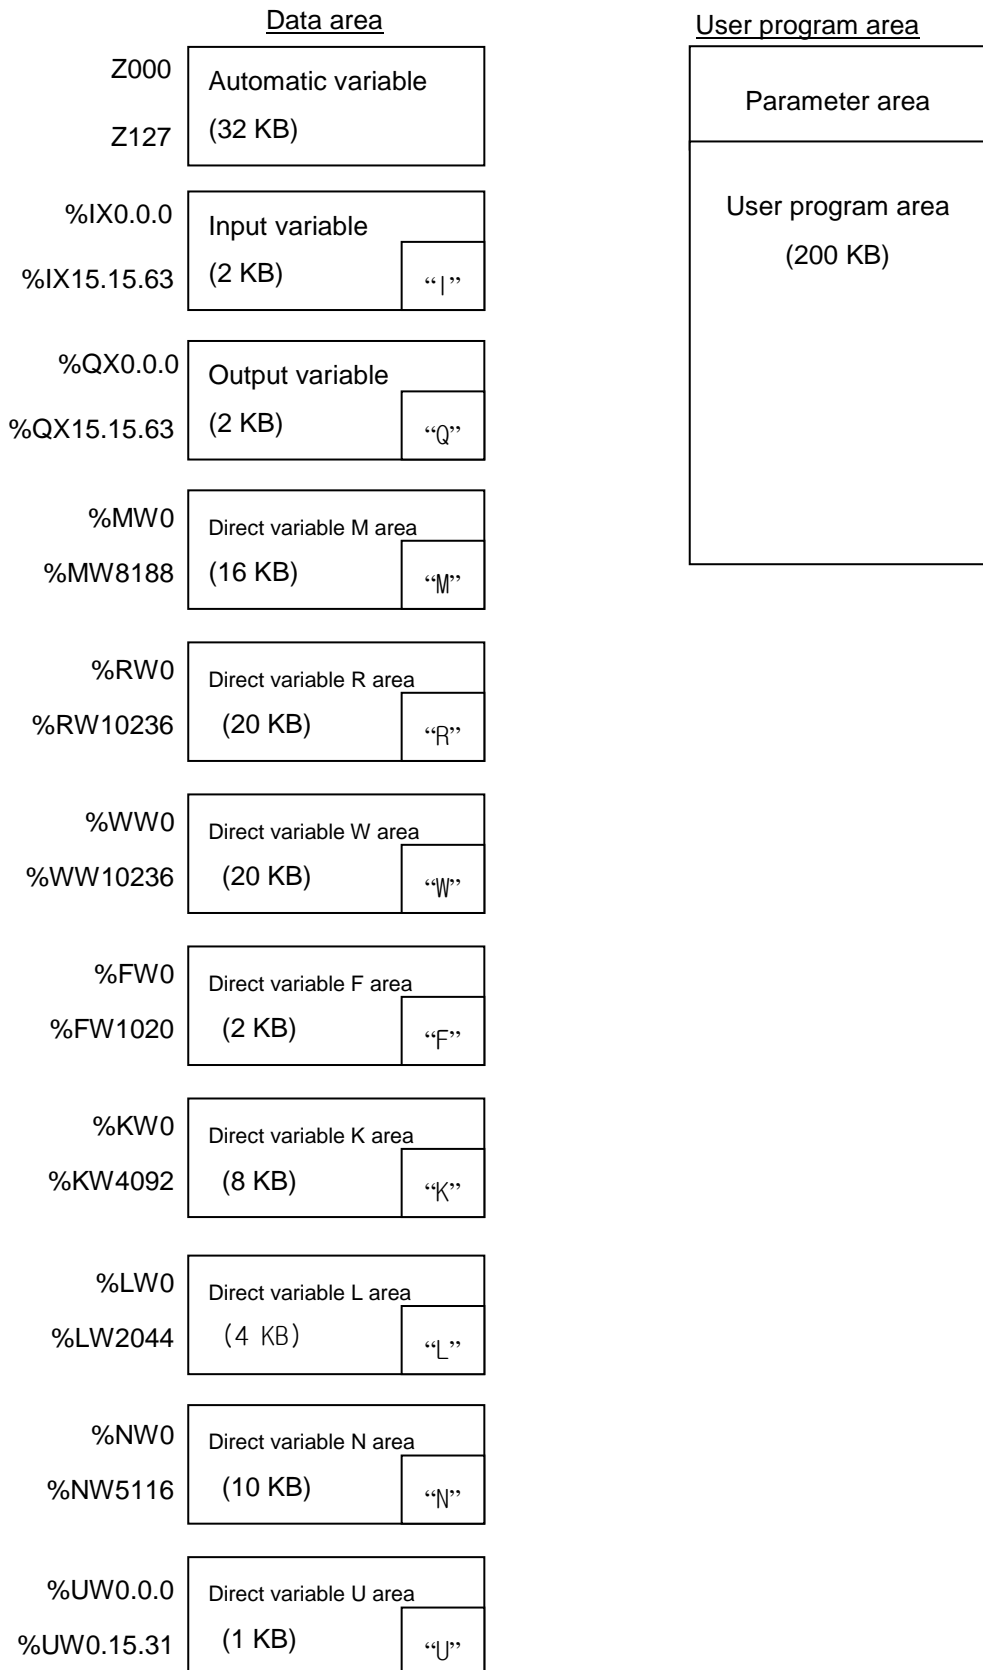 Data area
Z000
Automatic variable
(32 KB)
Z127
%IX0.0.0
Input variable
(2 KB)
%IX15.15.63
“I”
%QX0.0.0
Output variable
(2 KB)
%QX15.15.63
“Q”
%MW0
Direct variable M area
%MW8188
(16 KB)
“M”
%RW0
Direct variable R area
%RW10236
(20 KB)
“R”
%WW0
Direct variable W area
%WW10236
(20 KB)
“W”
%FW0
Direct variable F area
%FW1020
(2 KB)
“F”
%KW0
Direct variable K area
%KW4092
(8 KB)
“K”
%LW0
Direct variable L area
%LW2044
(4 KB)
“L”
%NW0
Direct variable N area
%NW5116
(10 KB)
“N”
%UW0.0.0
Direct variable U area
%UW0.15.31
(1 KB)
“U”
User program area
Parameter area
User program area
(200 KB)